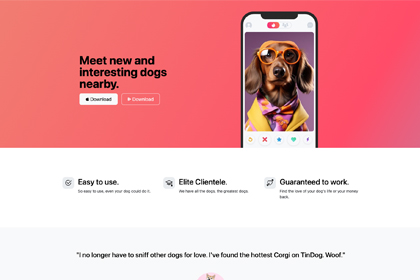 Meet new and
interesting dogs
nearby.
Download
Download
Easy to use.
So easy to use, even your dog could do it.
Elite Clientele.
We have all the dogs, the greatest dogs.
Guaranteed to work.
Find the love of your dog's life or your money
back.
"I no longer have to sniff other dogs for love. I've found the hottest Corgi on TinDog. Woof."